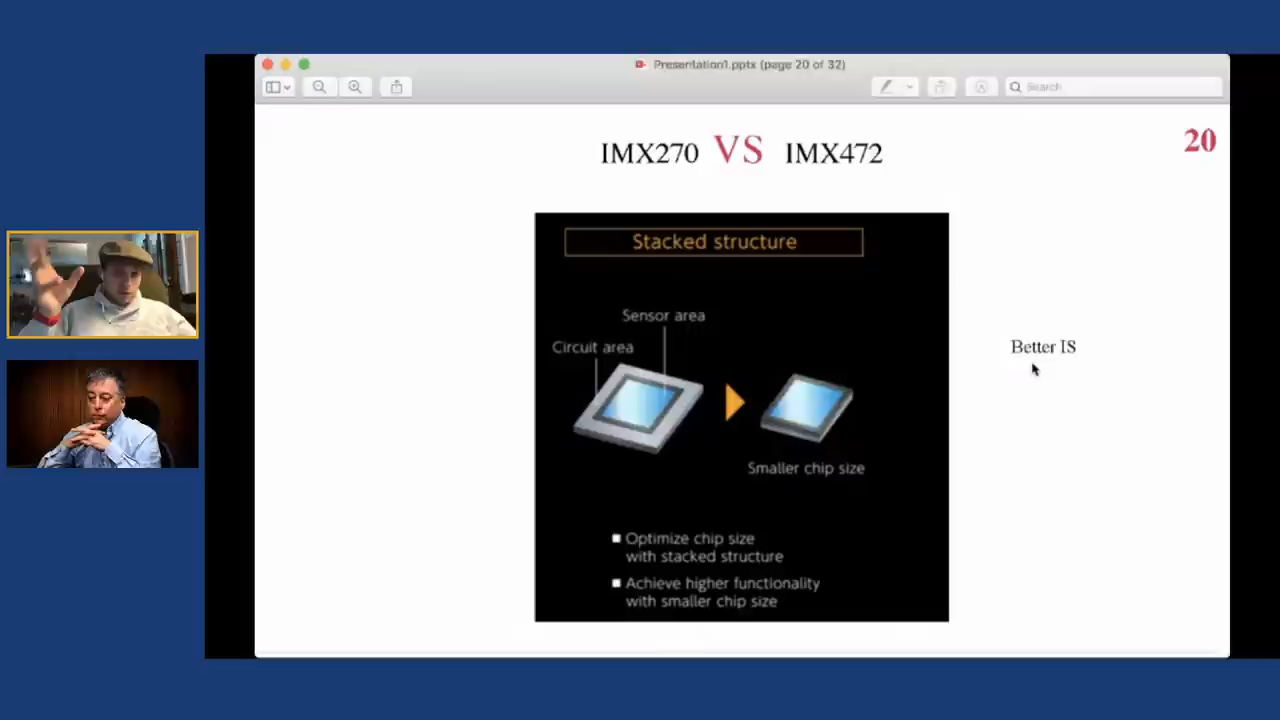 Presentation1.pptx (page 20 of 32)
Search
IMX270 VS IMX472
20
Stacked structure
Sensor area
Circuit area
Better IS
Smaller chip size
Optimize chip size
with stacked structure
Achieve higher functionality
with smaller chip size